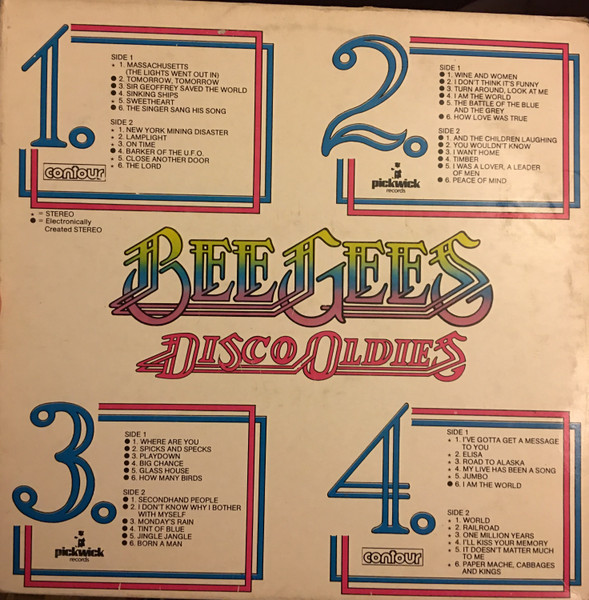 1.
SIDE 1
★ 1. MASSACHUSETTS
(THE LIGHTS WENT OUT IN)
● 2. TOMORROW, TOMORROW
● 3. SIR GEOFFREY SAVED THE WORLD
● 4. SINKING SHIPS
★ 5. SWEETHEART
● 6. THE SINGER SANG HIS SONG
SIDE 2
★ 1. NEW YORK MINING DISASTER
★ 2. LAMPLIGHT
★ 3. ON TIME
● 4. BARKER OF THE U.F.O.
★ 5. CLOSE ANOTHER DOOR
★ 6. THE LORD
contour
★ = STEREO
● = Electronically
Created STEREO
2.
SIDE 1
● 1. WINE AND WOMEN
● 2. I DON'T THINK IT'S FUNNY
● 3. TURN AROUND, LOOK AT ME
● 4. I AM THE WORLD
● 5. THE BATTLE OF THE BLUE
AND THE GREY
● 6. HOW LOVE WAS TRUE
SIDE 2
● 1. AND THE CHILDREN LAUGHING
● 2. YOU WOULDN'T KNOW
● 3. I WANT HOME
● 4. TIMBER
● 5. I WAS A LOVER, A LEADER
OF MEN
● 6. PEACE OF MIND
pickwick
records
BEE GEES
DISCO OLDIES
3.
SIDE 1
● 1. WHERE ARE YOU
● 2. SPICKS AND SPECKS
● 3. PLAYDOWN
● 4. BIG CHANCE
● 5. GLASS HOUSE
● 6. HOW MANY BIRDS
SIDE 2
● 1. SECONDHAND PEOPLE
● 2. I DON'T KNOW WHY I BOTHER
WITH MYSELF
● 3. MONDAY'S RAIN
● 4. TINT OF BLUE
● 5. JINGLE JANGLE
● 6. BORN A MAN
pickwick
records
4.
SIDE 1
★ 1. I'VE GOTTA GET A MESSAGE
TO YOU
★ 2. ELISA
★ 3. ROAD TO ALASKA
★ 4. MY LIVE HAS BEEN A SONG
★ 5. JUMBO
● 6. I AM THE WORLD
SIDE 2
★ 1. WORLD
★ 2. RAILROAD
★ 3. ONE MILLION YEARS
★ 4. I'LL KISS YOUR MEMORY
★ 5. IT DOESN'T MATTER MUCH
TO ME
★ 6. PAPER MACHE, CABBAGES
AND KINGS
contour